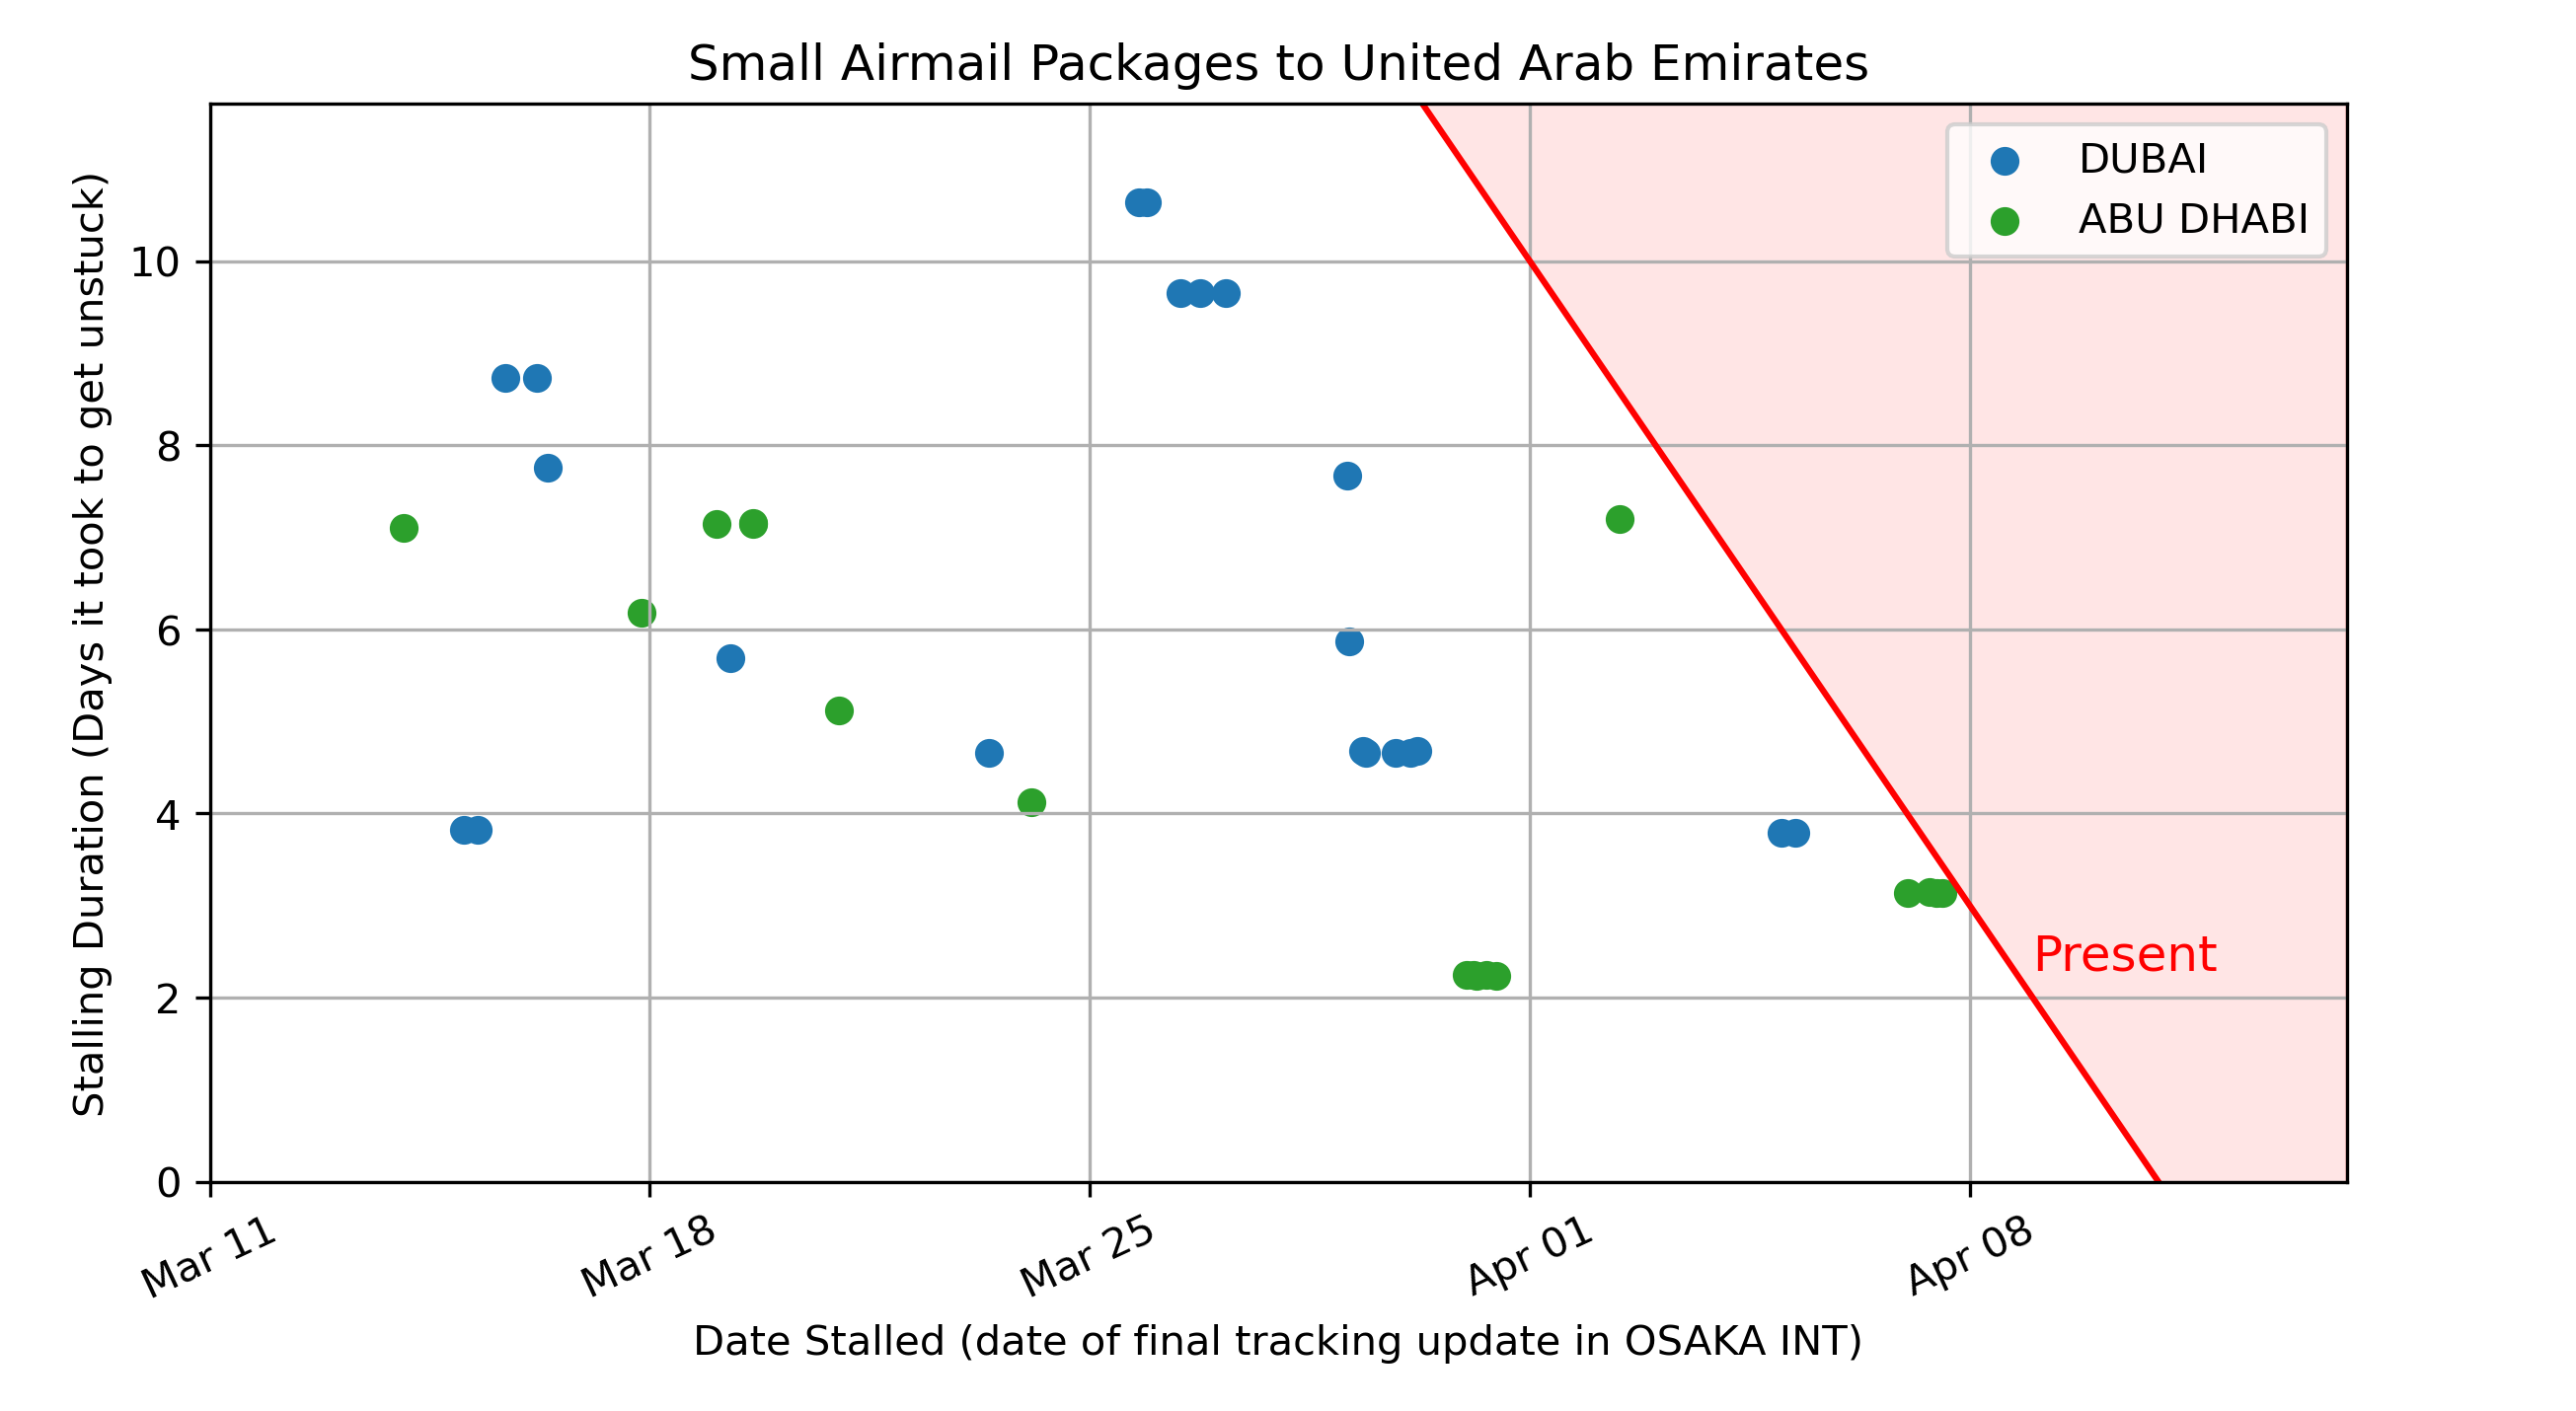 Small Airmail Packages to United Arab Emirates
DUBAI
ABU DHABI
Present
Stalling Duration (Days it took to get unstuck)
10
8
6
4
2
0
Mar 11
Mar 18
Mar 25
Apr 01
Apr 08
Date Stalled (date of final tracking update in OSAKA INT)